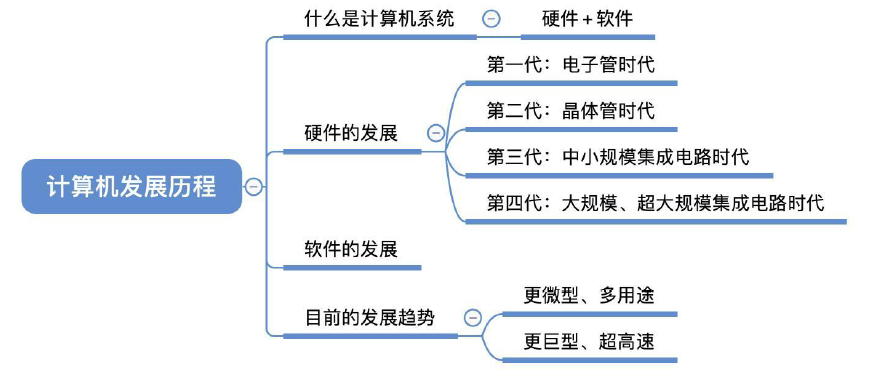 计算机发展历程
什么是计算机系统
硬件+软件
硬件的发展
第一代：电子管时代
第二代：晶体管时代
第三代：中小规模集成电路时代
第四代：大规模、超大规模集成电路时代
软件的发展
目前的发展趋势
更微型、多用途
更巨型、超高速